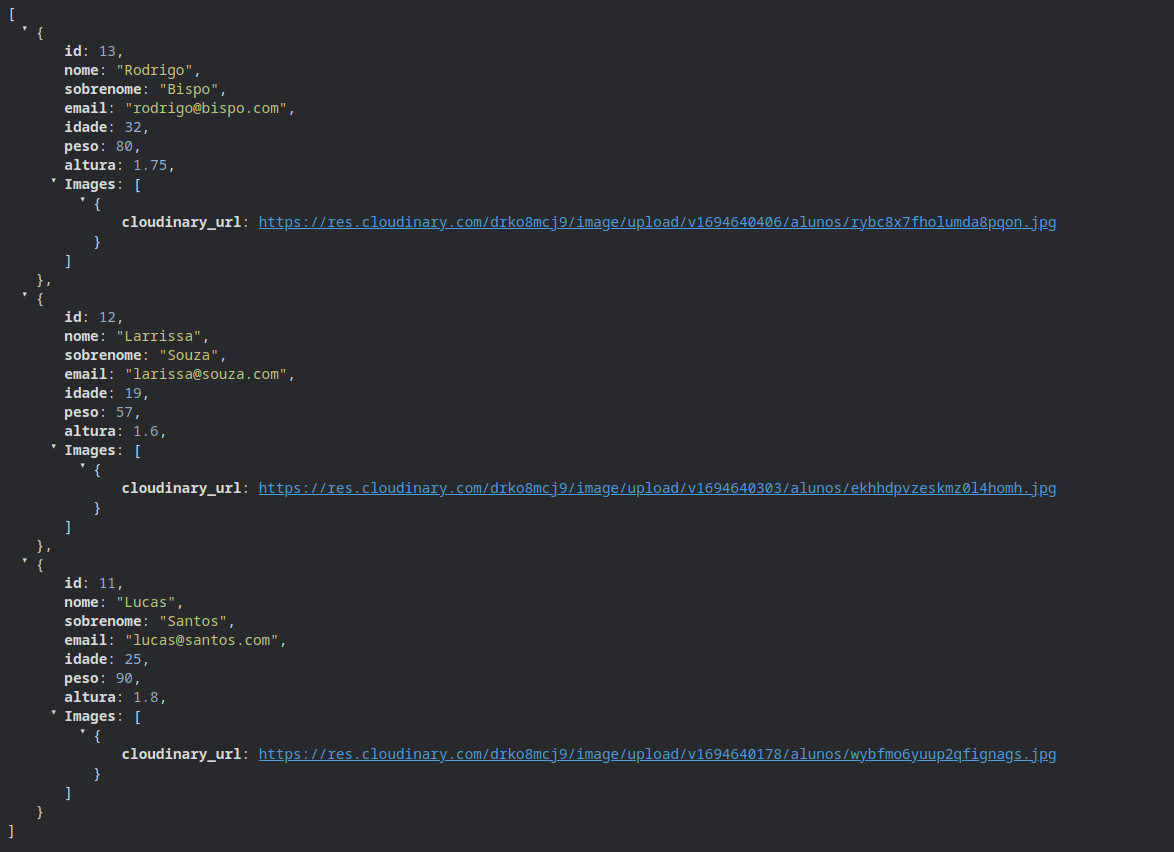 [
{
id: 13,
nome: "Rodrigo",
sobrenome: "Bispo",
email: "rodrigo@bispo.com",
idade: 32,
peso: 80,
altura: 1.75,
Images: [
{
cloudinary_url: https://res.cloudinary.com/drko8mcj9/image/upload/v1694640406/alunos/rybc8x7fholumda8pqon.jpg
}
]
},
{
id: 12,
nome: "Larrissa",
sobrenome: "Souza",
email: "larissa@souza.com",
idade: 19,
peso: 57,
altura: 1.6,
Images: [
{
cloudinary_url: https://res.cloudinary.com/drko8mcj9/image/upload/v1694640303/alunos/ekhhdpvzeskmz0l4homh.jpg
}
]
},
{
id: 11,
nome: "Lucas",
sobrenome: "Santos",
email: "lucas@santos.com",
idade: 25,
peso: 90,
altura: 1.8,
Images: [
{
cloudinary_url: https://res.cloudinary.com/drko8mcj9/image/upload/v1694640178/alunos/wybfmo6yuup2qfignags.jpg
}
]
}
]